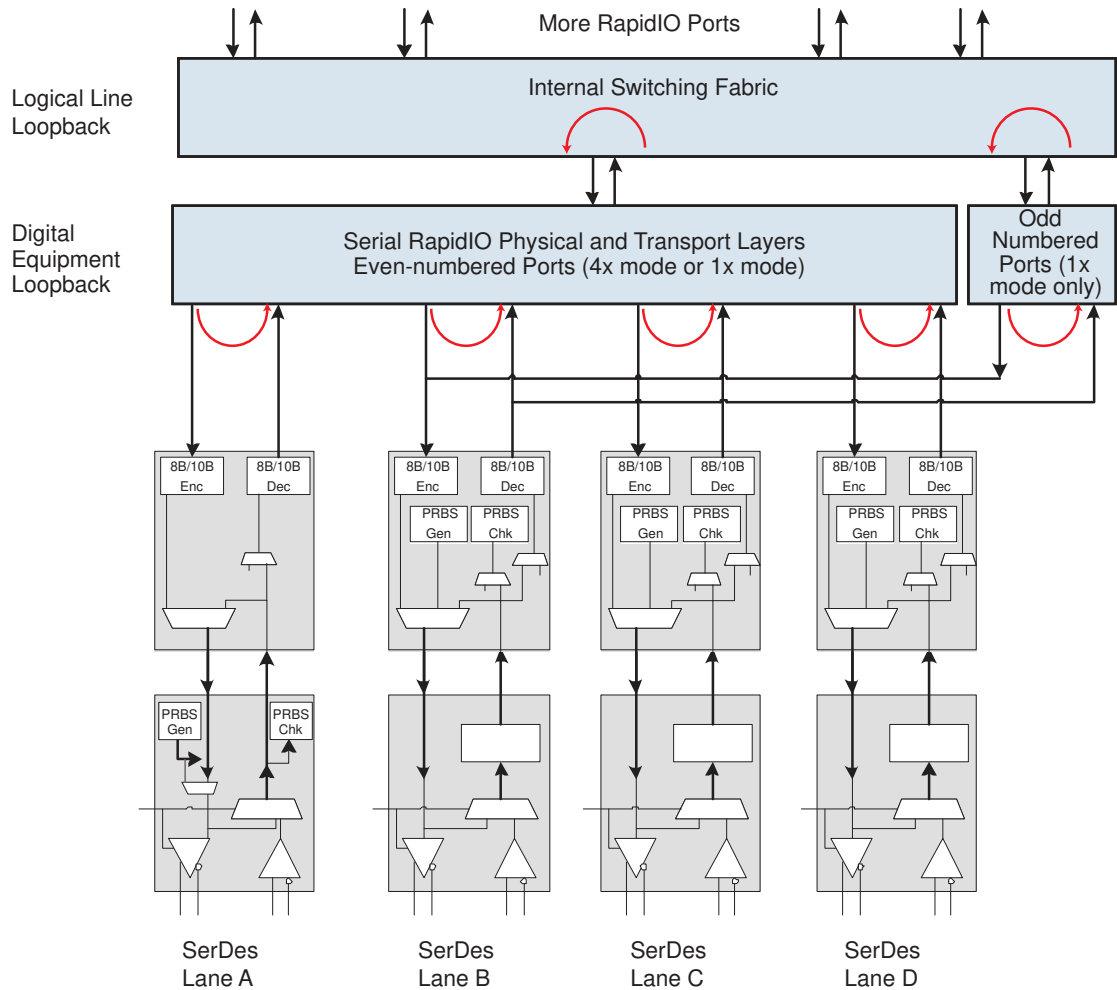 More RapidIO Ports
Logical Line
Loopback
Internal Switching Fabric
Digital
Equipment
Loopback
Serial RapidIO Physical and Transport Layers
Even-numbered Ports (4x mode or 1x mode)
Odd
Numbered
Ports (1x
mode only)
8B/10B
Enc
8B/10B
Dec
8B/10B
Enc
8B/10B
Dec
PRBS
Gen
PRBS
Chk
8B/10B
Enc
8B/10B
Dec
PRBS
Gen
PRBS
Chk
8B/10B
Enc
8B/10B
Dec
PRBS
Gen
PRBS
Chk
PRBS
Gen
PRBS
Chk
SerDes
Lane A
SerDes
Lane B
SerDes
Lane C
SerDes
Lane D